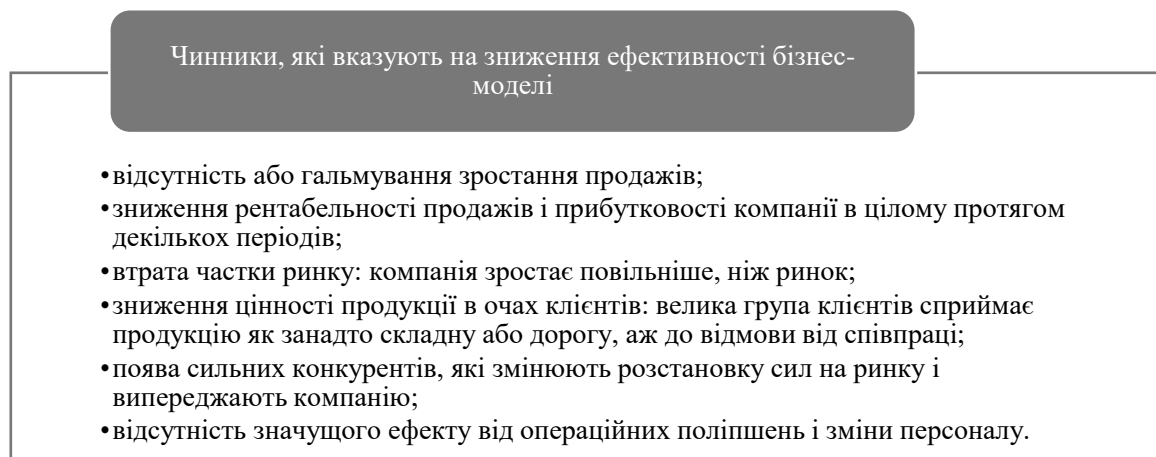 Чинники, які вказують на зниження ефективності бізнес-
моделі
•відсутність або гальмування зростання продажів;
•зниження рентабельності продажів і прибутковості компанії в цілому протягом
декількох періодів;
•втрата частки ринку: компанія зростає повільніше, ніж ринок;
•зниження цінності продукції в очах клієнтів: велика група клієнтів сприймає
продукцію як занадто складну або дорогу, аж до відмови від співпраці;
•поява сильних конкурентів, які змінюють розстановку сил на ринку і
випереджають компанію;
•відсутність значущого ефекту від операційних поліпшень і зміни персоналу.